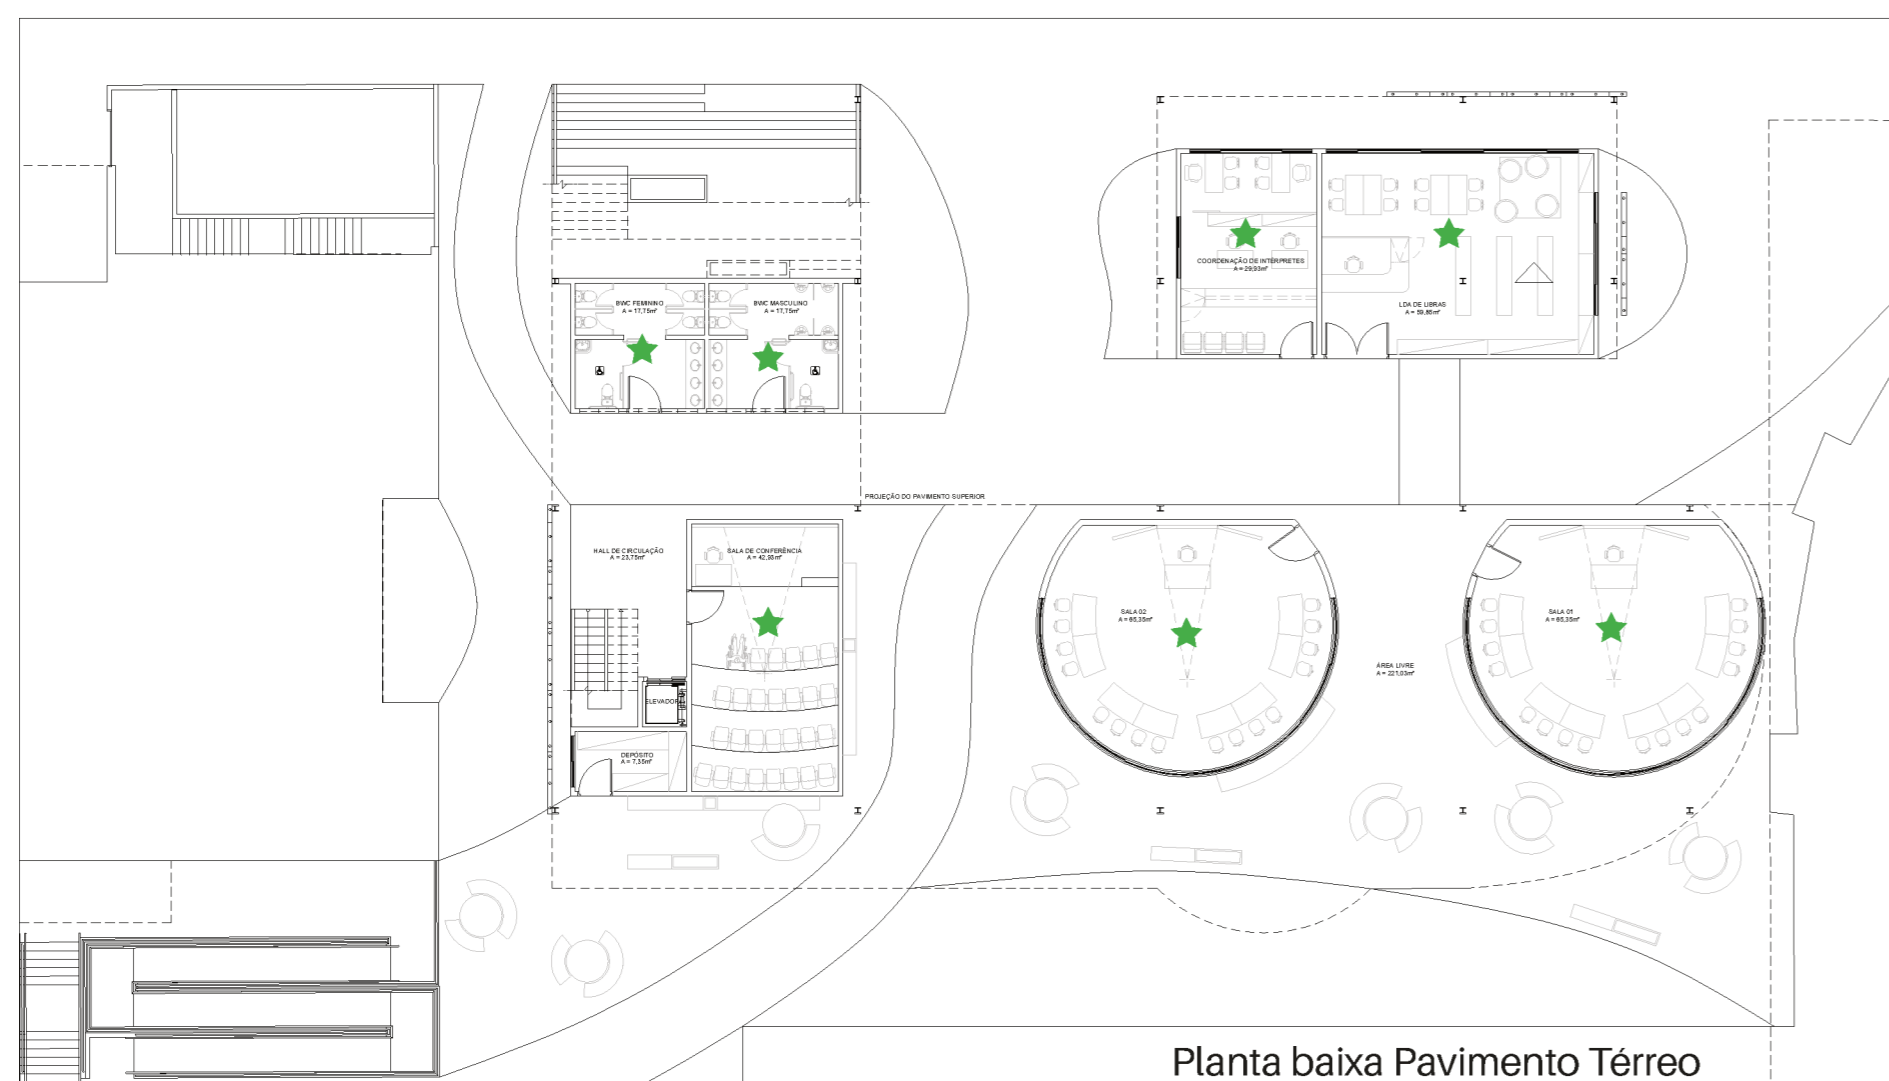 COORDENAÇÃO DE INTÉRPRETES
A = 29,93m²
BWC FEMININO
A = 17,75m²
BWC MASCULINO
A = 17,75m²
LDA DE LIBRAS
A = 59,86m²
PROJEÇÃO DO PAVIMENTO SUPERIOR
HALL DE CIRCULAÇÃO
A = 23,75m²
SALA DE CONFERÊNCIA
A = 42,93m²
SALA 02
A = 65,35m²
SALA 01
A = 65,35m²
ÁREA LIVRE
A = 221,03m²
ELEVADOR
DEPÓSITO
A = 7,35m²
Planta baixa Pavimento Térreo